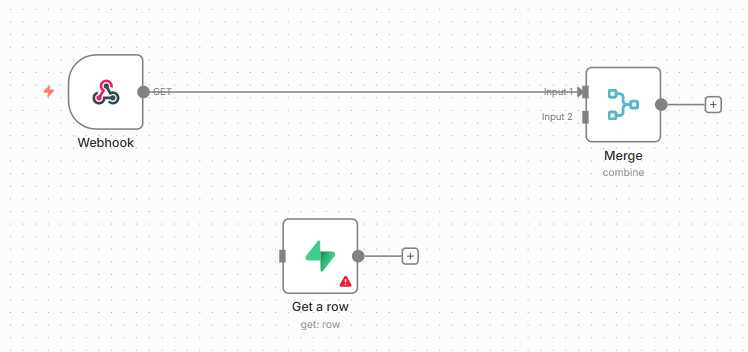 GET
Input 1
Input 2
Webhook
Merge
combine
Get a row
get: row